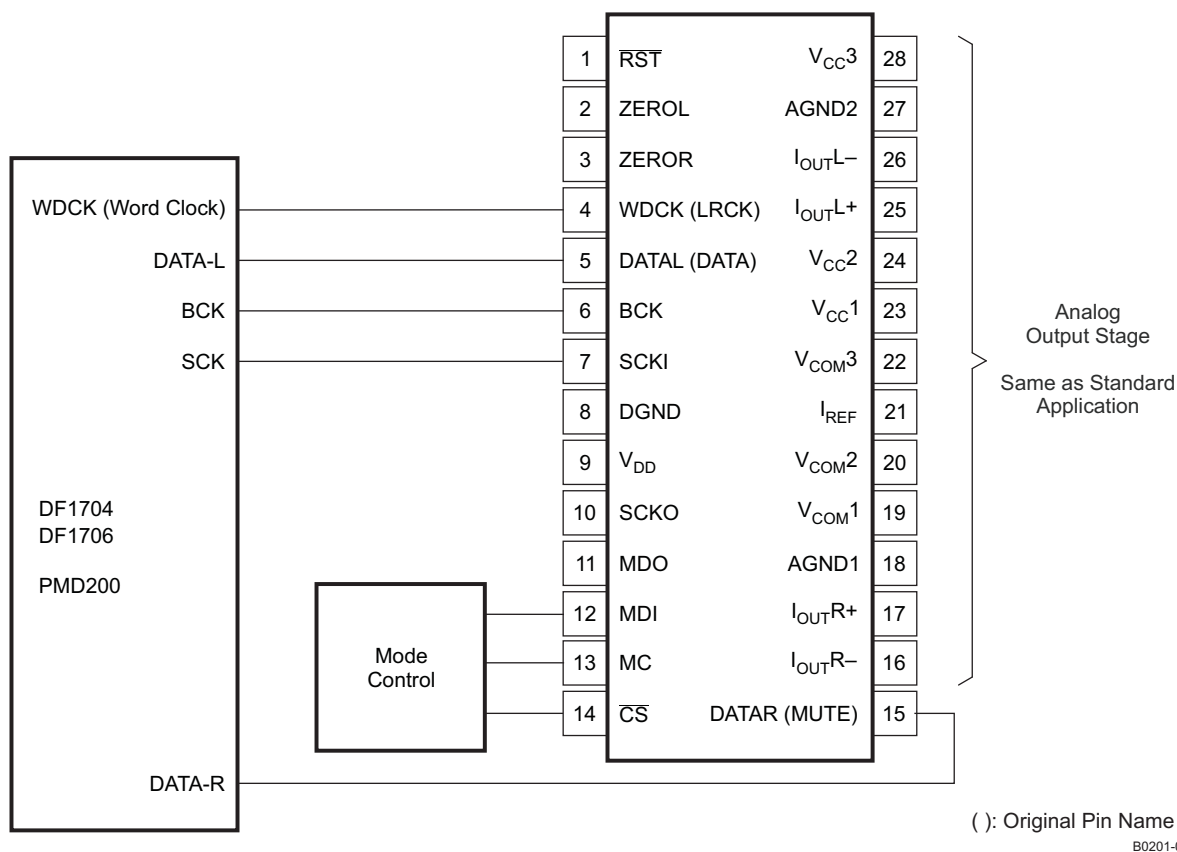 WDCK (Word Clock)
DATA-L
BCK
SCK
DF1704
DF1706
PMD200
DATA-R
Mode
Control
1 RST VCC3 28
2 ZEROL AGND2 27
3 ZEROR IOUTL– 26
4 WDCK (LRCK) IOUTL+ 25
5 DATAL (DATA) VCC2 24
6 BCK VCC1 23
7 SCKI VCOM3 22
8 DGND IREF 21
9 VDD VCOM2 20
10 SCKO VCOM1 19
11 MDO AGND1 18
12 MDI IOUTR+ 17
13 MC IOUTR– 16
14 CS DATAR (MUTE) 15
Analog
Output Stage
Same as Standard
Application
( ): Original Pin Name